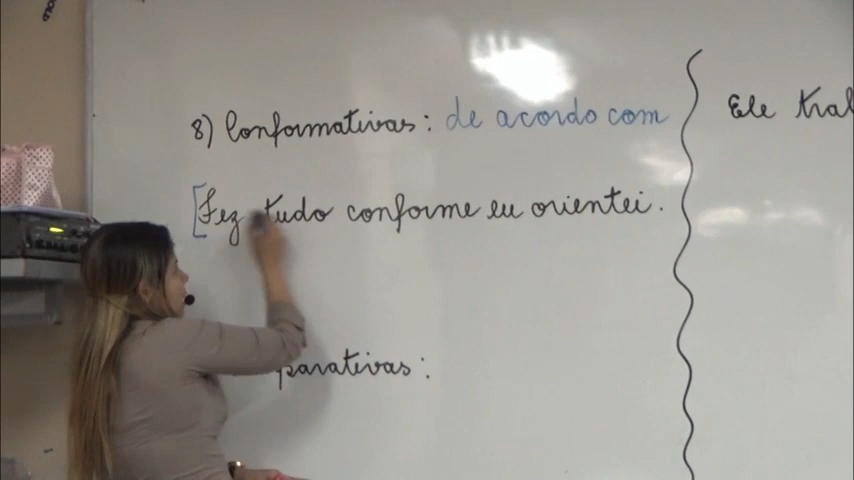 8) Conformativas: de acordo com
[Fez tudo conforme eu orientei.
parativas:
Ele tral